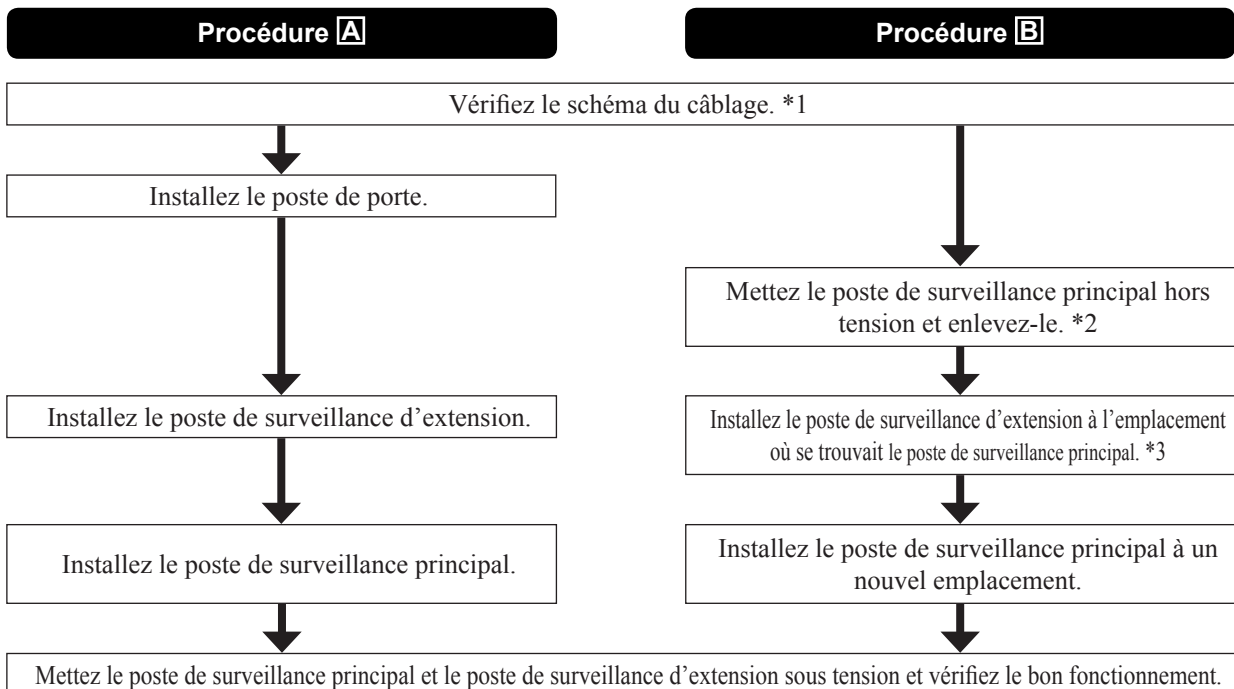 Procédure A
Procédure B
Vérifiez le schéma du câblage. *1
Installez le poste de porte.
Mettez le poste de surveillance principal hors
tension et enlevez-le. *2
Installez le poste de surveillance d’extension.
Installez le poste de surveillance d’extension à l’emplacement
où se trouvait le poste de surveillance principal. *3
Installez le poste de surveillance principal.
Installez le poste de surveillance principal à un
nouvel emplacement.
Mettez le poste de surveillance principal et le poste de surveillance d’extension sous tension et vérifiez le bon fonctionnement.